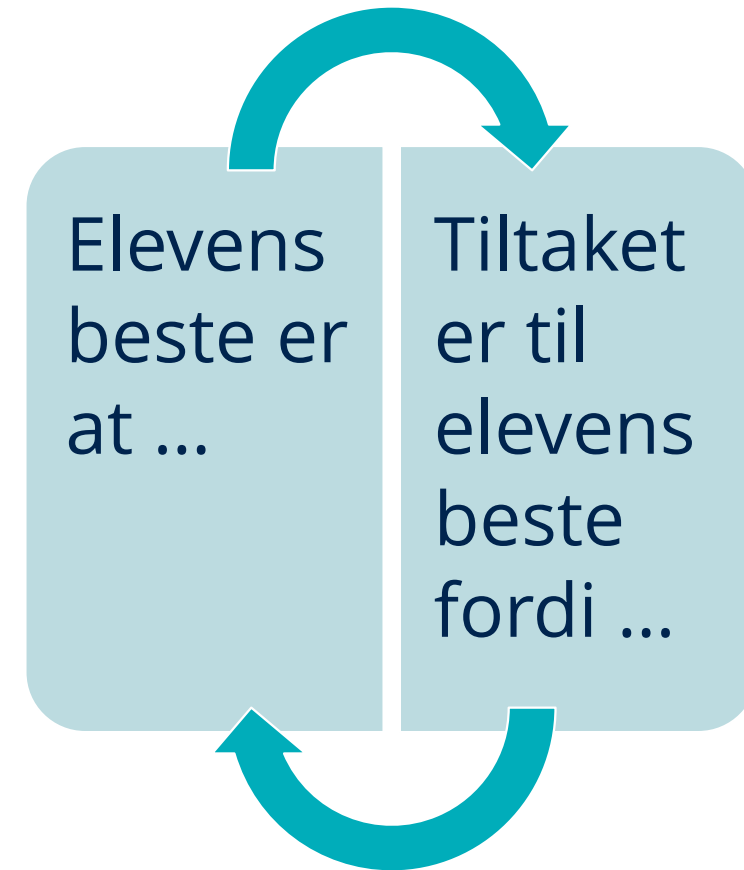 Elevens
beste er
at ...
Tiltaket
er til
elevens
beste
fordi ...